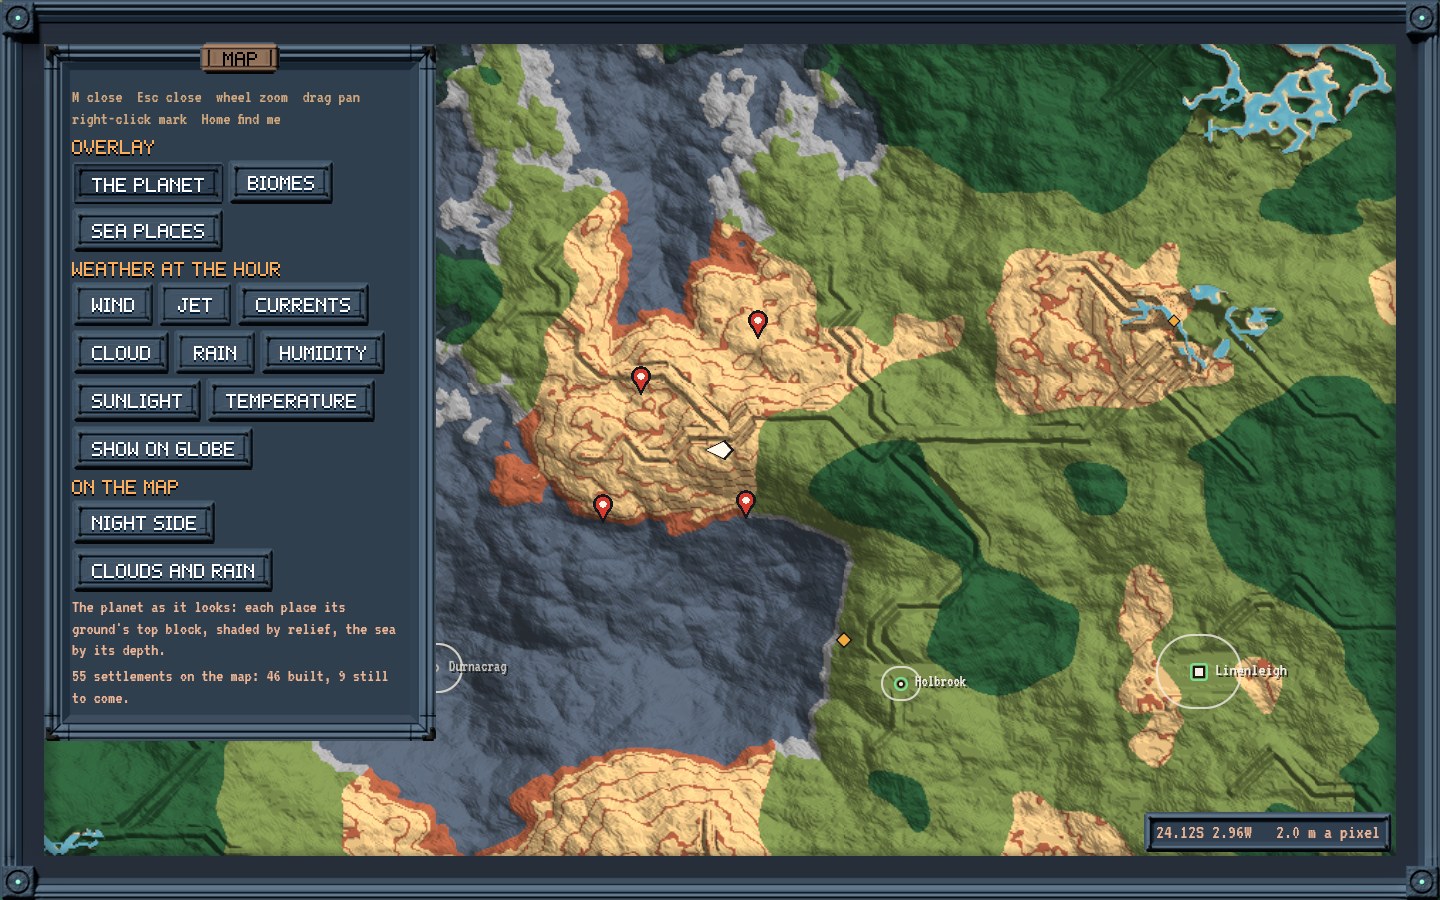 MAP
M close  Esc close  wheel zoom  drag pan
right-click mark  Home find me
OVERLAY
THE PLANET
BIOMES
SEA PLACES
WEATHER AT THE HOUR
WIND
JET
CURRENTS
CLOUD
RAIN
HUMIDITY
SUNLIGHT
TEMPERATURE
SHOW ON GLOBE
ON THE MAP
NIGHT SIDE
CLOUDS AND RAIN
The planet as it looks: each place its
ground's top block, shaded by relief, the sea
by its depth.
55 settlements on the map: 46 built, 9 still
to come.
Durnacrag
Holbrook
Linenleigh
24.12S 2.96W   2.0 m a pixel